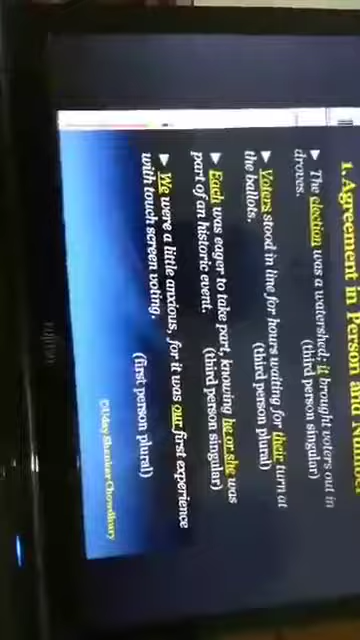 1. Agreement in Person and
► The election was a watershed; it brought voters out in
droves. (third person singular)
► Voters stood in line for hours waiting for their turn at
the ballots. (third person plural)
► Each was eager to take part, knowing he or she was
part of an historic event. (third person singular)
► We were a little anxious, for it was our first experience
with touch screen voting. (first person plural)
©Uday Shankar Chowdhury